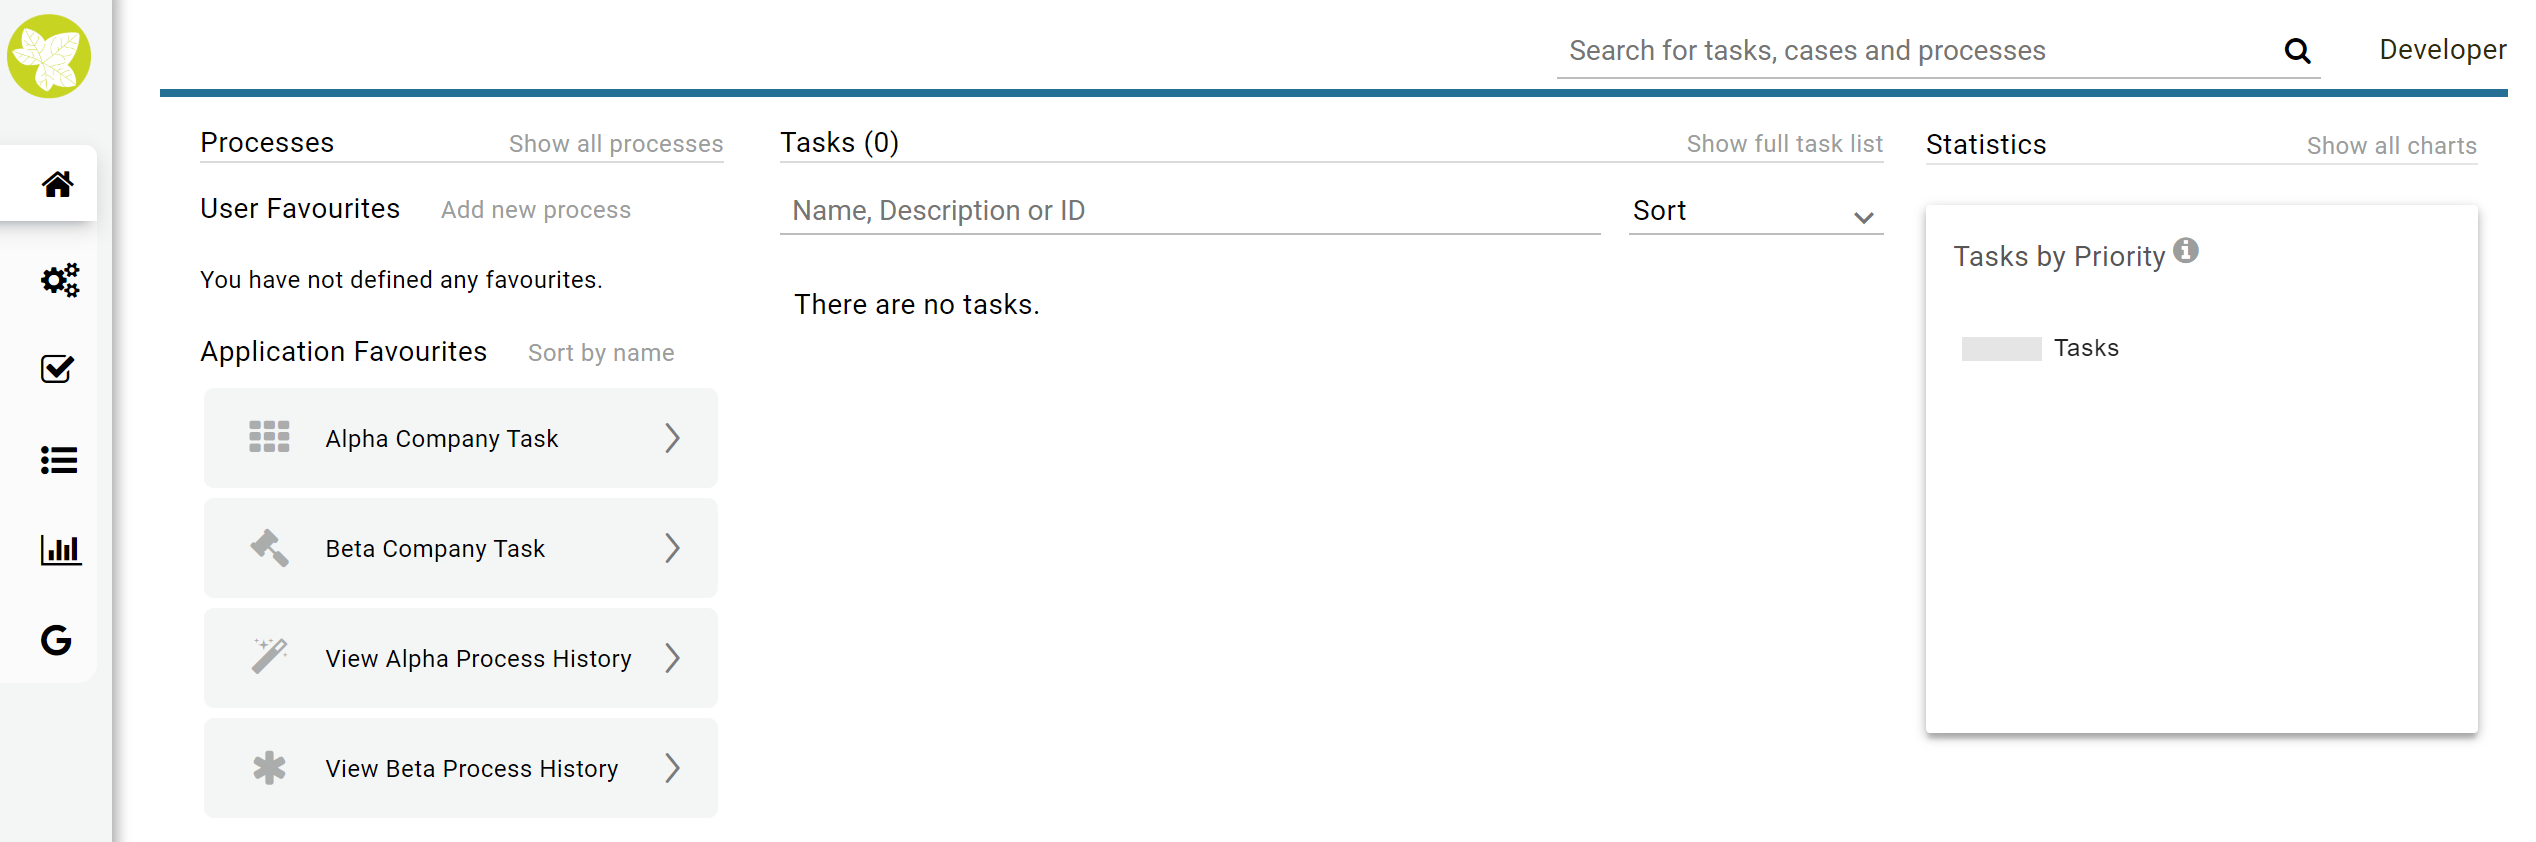 Search for tasks, cases and processes
Developer
Processes
Show all processes
User Favourites
Add new process
You have not defined any favourites.
Application Favourites
Sort by name
Alpha Company Task
Beta Company Task
View Alpha Process History
View Beta Process History
Tasks (0)
Show full task list
Name, Description or ID
Sort
There are no tasks.
Statistics
Show all charts
Tasks by Priority
Tasks